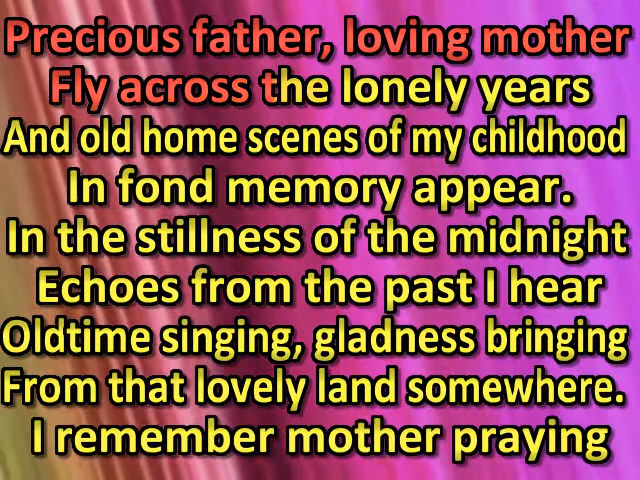 Precious father, loving mother
Fly across the lonely years
And old home scenes of my childhood
In fond memory appear.
In the stillness of the midnight
Echoes from the past I hear
Oldtime singing, gladness bringing
From that lovely land somewhere.
I remember mother praying